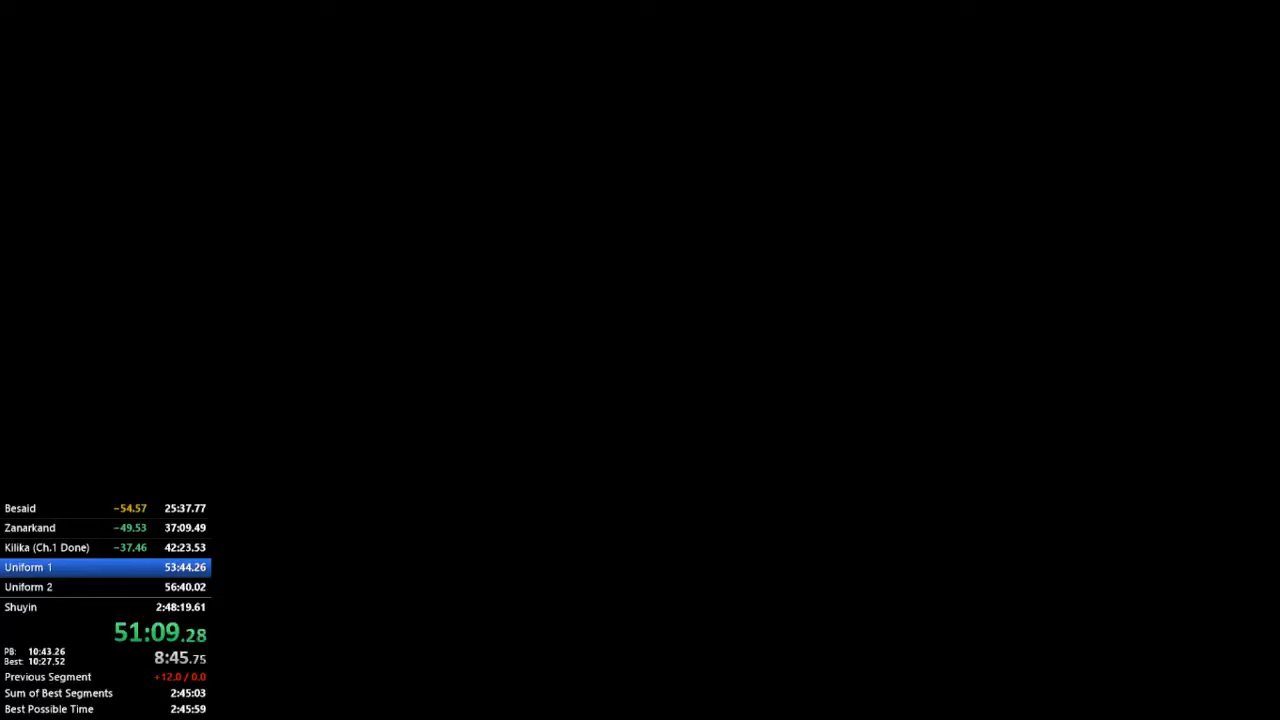 Besaid −54.57 25:37.77
Zanarkand −49.53 37:09.49
Kilika (Ch.1 Done) −37.46 42:23.53
Uniform 1 53:44.26
Uniform 2 56:40.02
Shuyin 2:48:19.61
51:09.28
PB: 10:43.26
Best: 10:27.52
8:45.75
Previous Segment +12.0 / 0.0
Sum of Best Segments 2:45:03
Best Possible Time 2:45:59